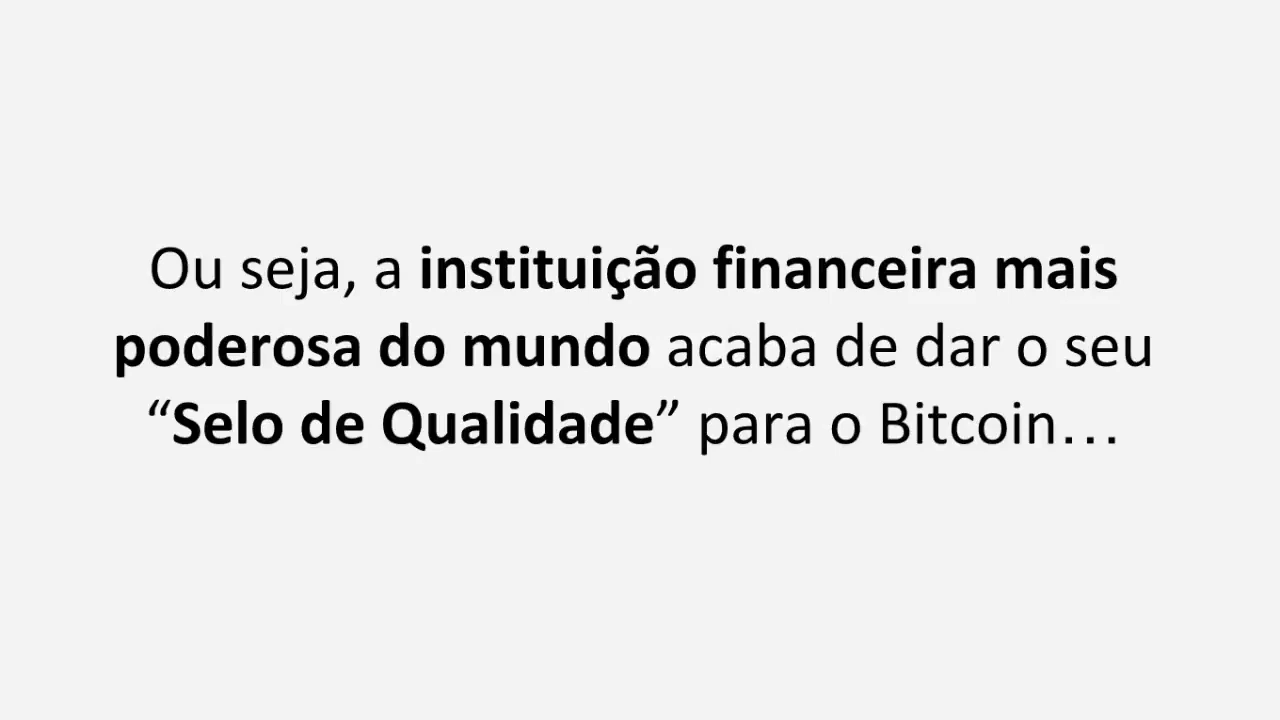 Ou seja, a instituição financeira mais
poderosa do mundo acaba de dar o seu
“Selo de Qualidade” para o Bitcoin…